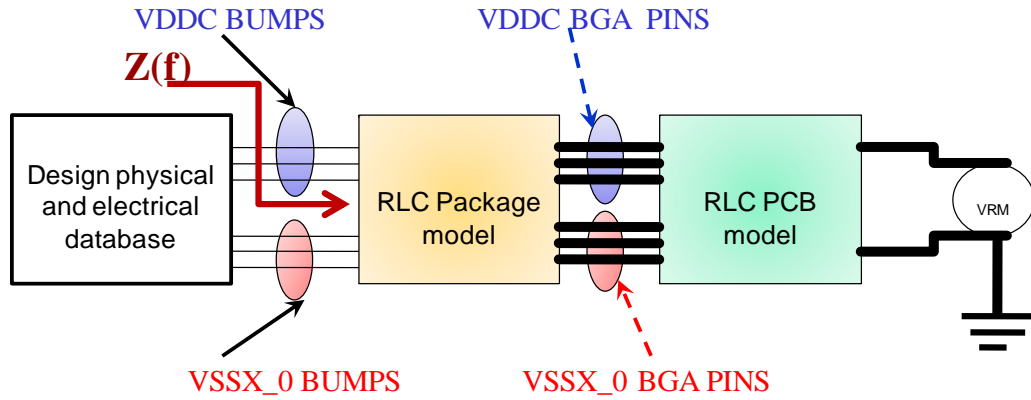 VDDC BUMPS
VDDC BGA PINS
Z(f)
Design physical
and electrical
database
RLC Package
model
RLC PCB
model
VRM
VSSX_0 BUMPS
VSSX_0 BGA PINS